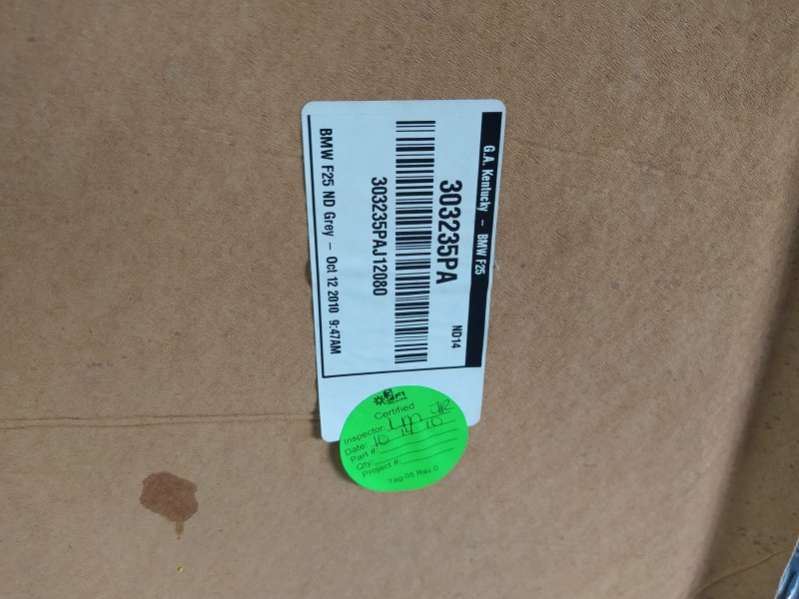 G.A. Kentucky - BMW F25
303235PA
ND14
303235PAJ12080
BMW F25 ND Grey - Oct 12 2010 9:47AM
Certified
Inspector:
Date: 10
Part #:
Qty:
Project #:
Tag 05 Rev 0